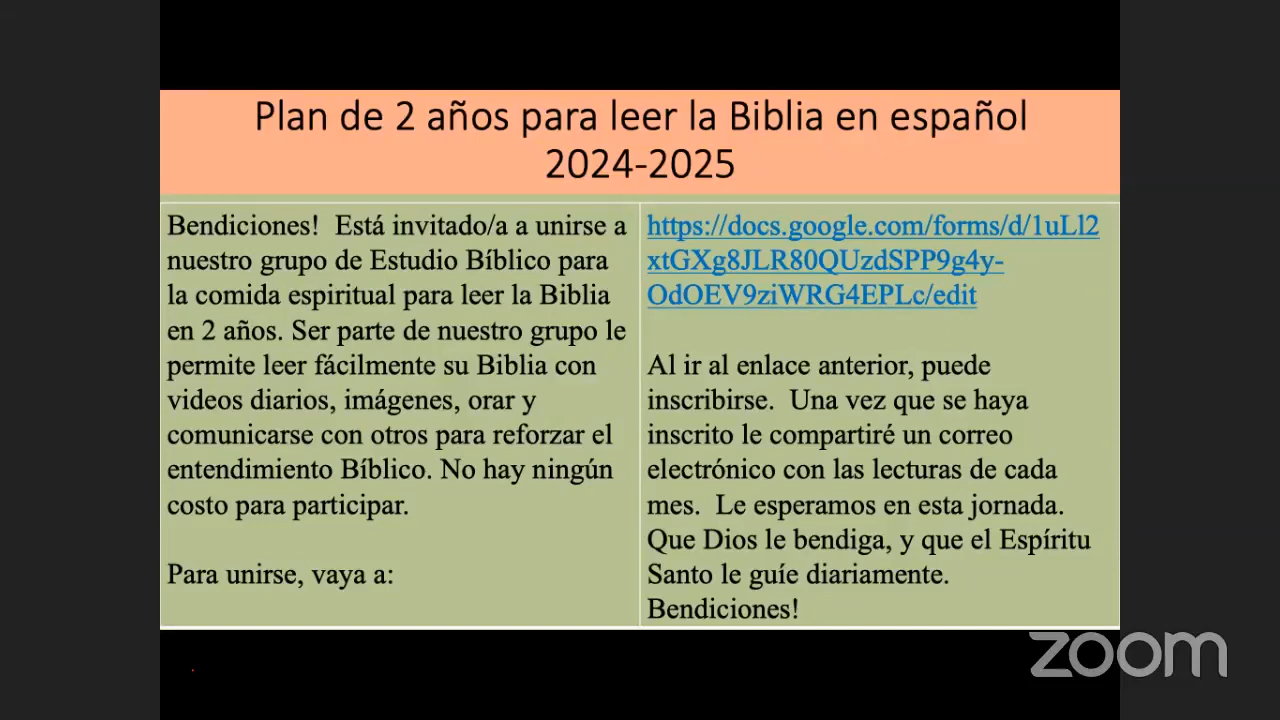 Plan de 2 años para leer la Biblia en español
2024-2025
Bendiciones!  Está invitado/a a unirse a
nuestro grupo de Estudio Bíblico para
la comida espiritual para leer la Biblia
en 2 años. Ser parte de nuestro grupo le
permite leer fácilmente su Biblia con
videos diarios, imágenes, orar y
comunicarse con otros para reforzar el
entendimiento Bíblico. No hay ningún
costo para participar.
Para unirse, vaya a:
https://docs.google.com/forms/d/1uLl2
xtGXg8JLR80QUzdSPP9g4y-
OdOEV9ziWRG4EPLc/edit
Al ir al enlace anterior, puede
inscribirse.  Una vez que se haya
inscrito le compartiré un correo
electrónico con las lecturas de cada
mes.  Le esperamos en esta jornada.
Que Dios le bendiga, y que el Espíritu
Santo le guíe diariamente.
Bendiciones!
zoom